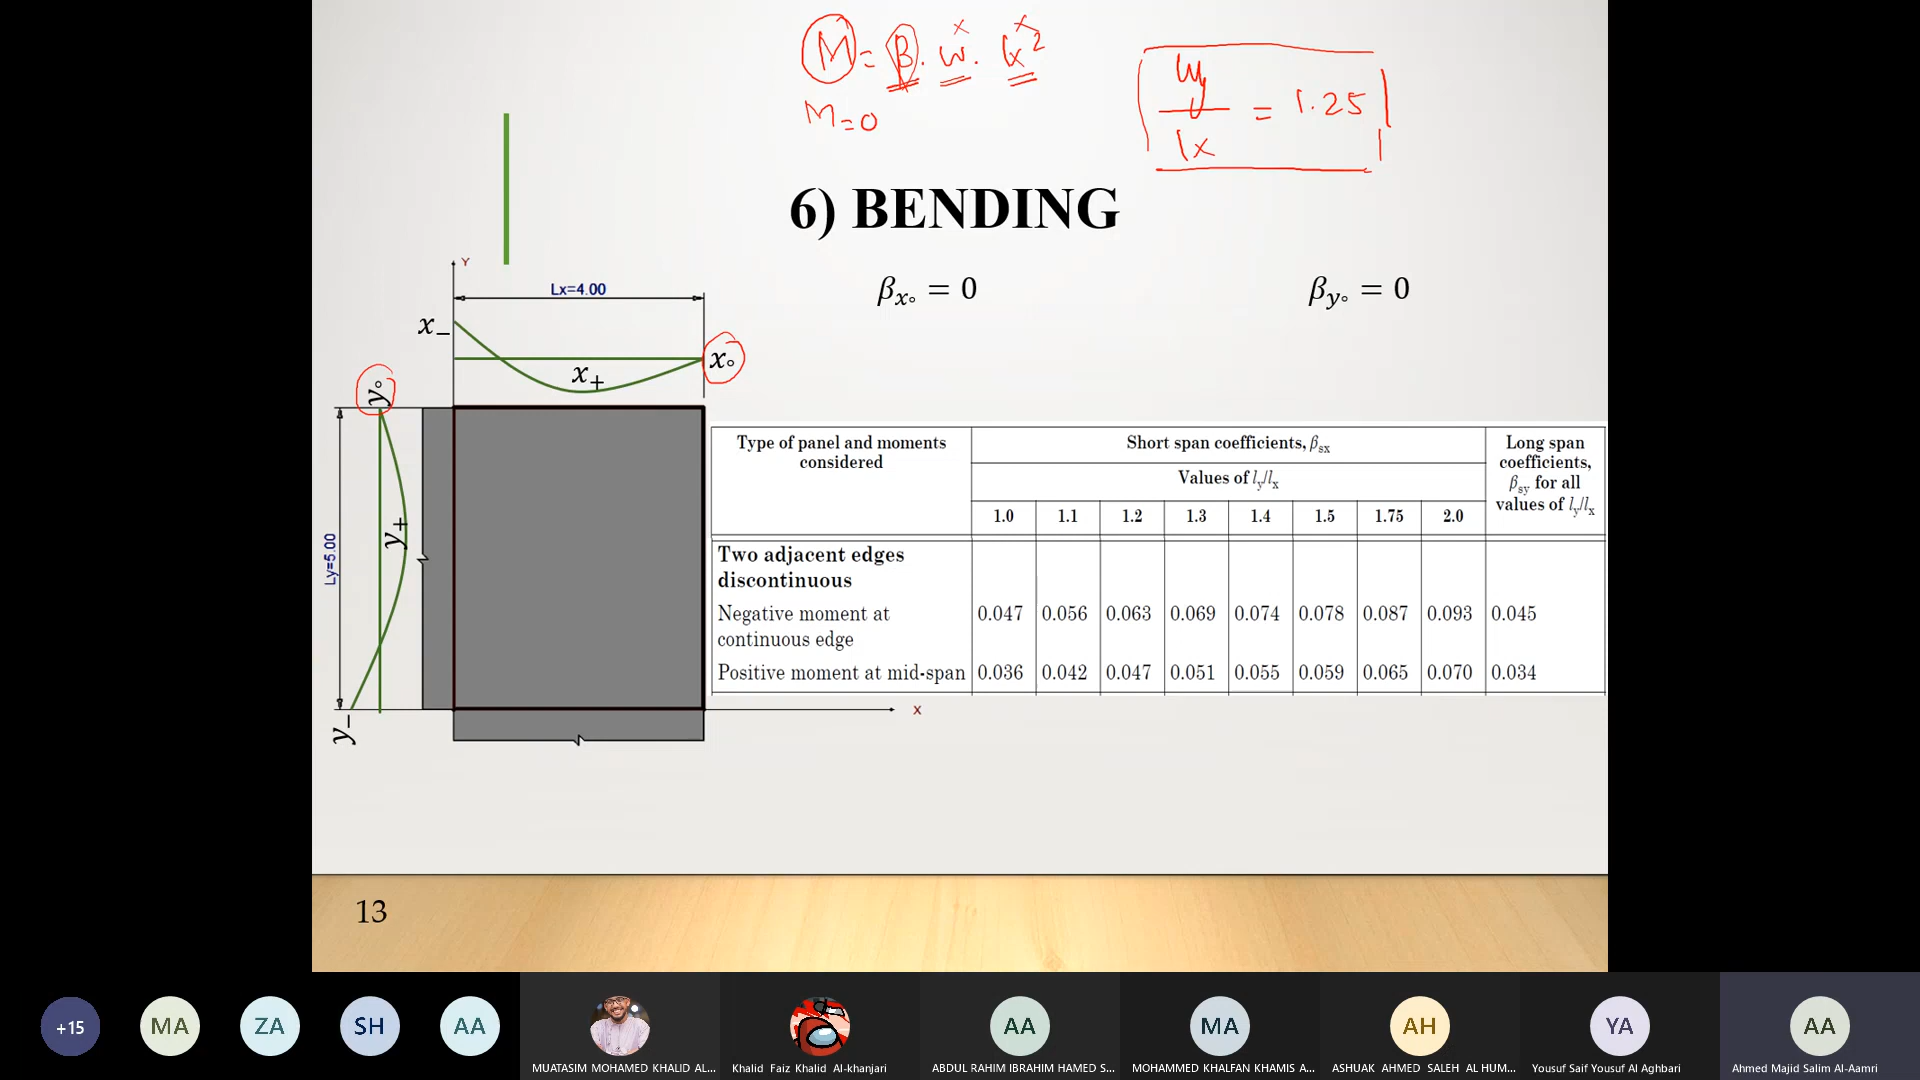 M = β . w . lx²
x x
M=0
ly
lx
= 1.25
6) BENDING
βx∘ = 0
βy∘ = 0
Y
Lx=4.00
x−
x∘
x+
y∘
y+
Ly=5.00
y−
X
Type of panel and moments considered
Short span coefficients, βsx
Values of ly/lx
1.0 1.1 1.2 1.3 1.4 1.5 1.75 2.0
Long span
coefficients,
βsy for all
values of ly/lx
Two adjacent edges
discontinuous
Negative moment at
continuous edge
0.047 0.056 0.063 0.069 0.074 0.078 0.087 0.093 0.045
Positive moment at mid-span 0.036 0.042 0.047 0.051 0.055 0.059 0.065 0.070 0.034
13
+15 MA ZA SH AA AA MA AH YA AA
MUATASIM MOHAMED KHALID AL... Khalid Faiz Khalid Al-khanjari ABDUL RAHIM IBRAHIM HAMED S... MOHAMMED KHALFAN KHAMIS A... ASHUAK AHMED SALEH AL HUM... Yousuf Saif Yousuf Al Aghbari Ahmed Majid Salim Al-Aamri